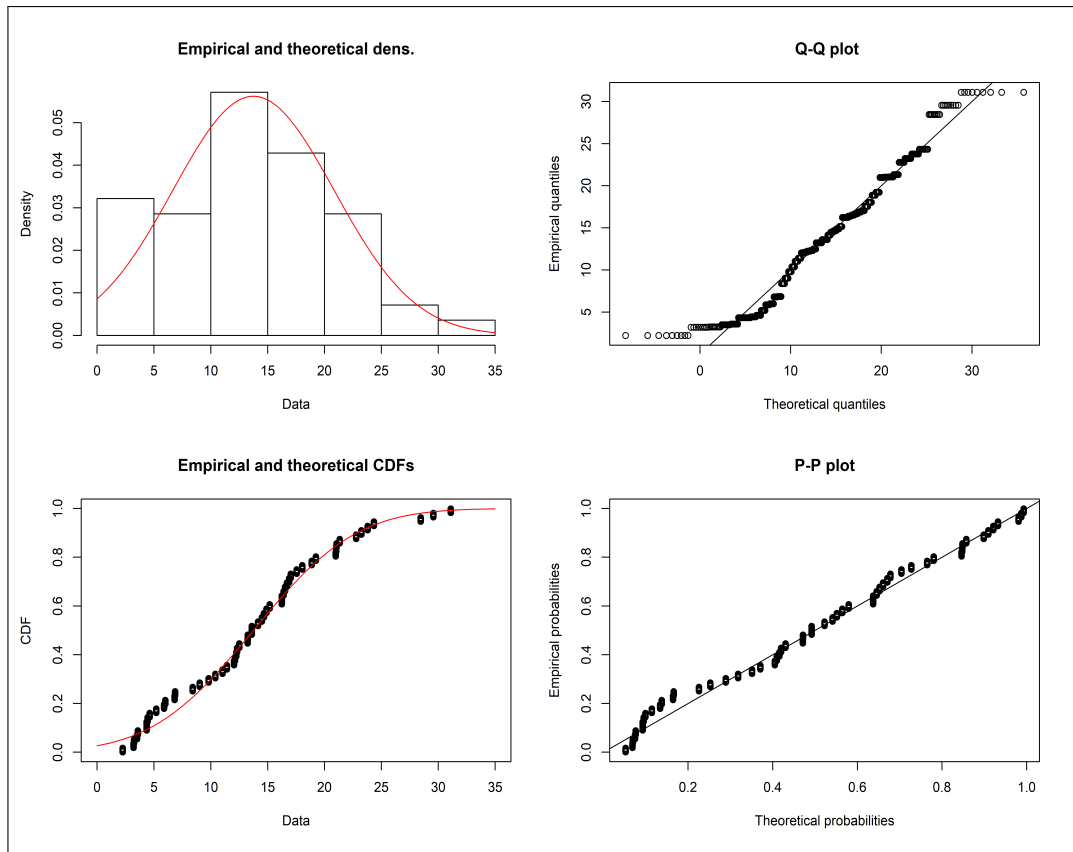 Empirical and theoretical dens.
Density
0.00 0.01 0.02 0.03 0.04 0.05
0 5 10 15 20 25 30 35
Data
Q-Q plot
Empirical quantiles
5 10 15 20 25 30
0 10 20 30
Theoretical quantiles
Empirical and theoretical CDFs
CDF
0.0 0.2 0.4 0.6 0.8 1.0
0 5 10 15 20 25 30 35
Data
P-P plot
Empirical probabilities
0.0 0.2 0.4 0.6 0.8 1.0
0.2 0.4 0.6 0.8 1.0
Theoretical probabilities